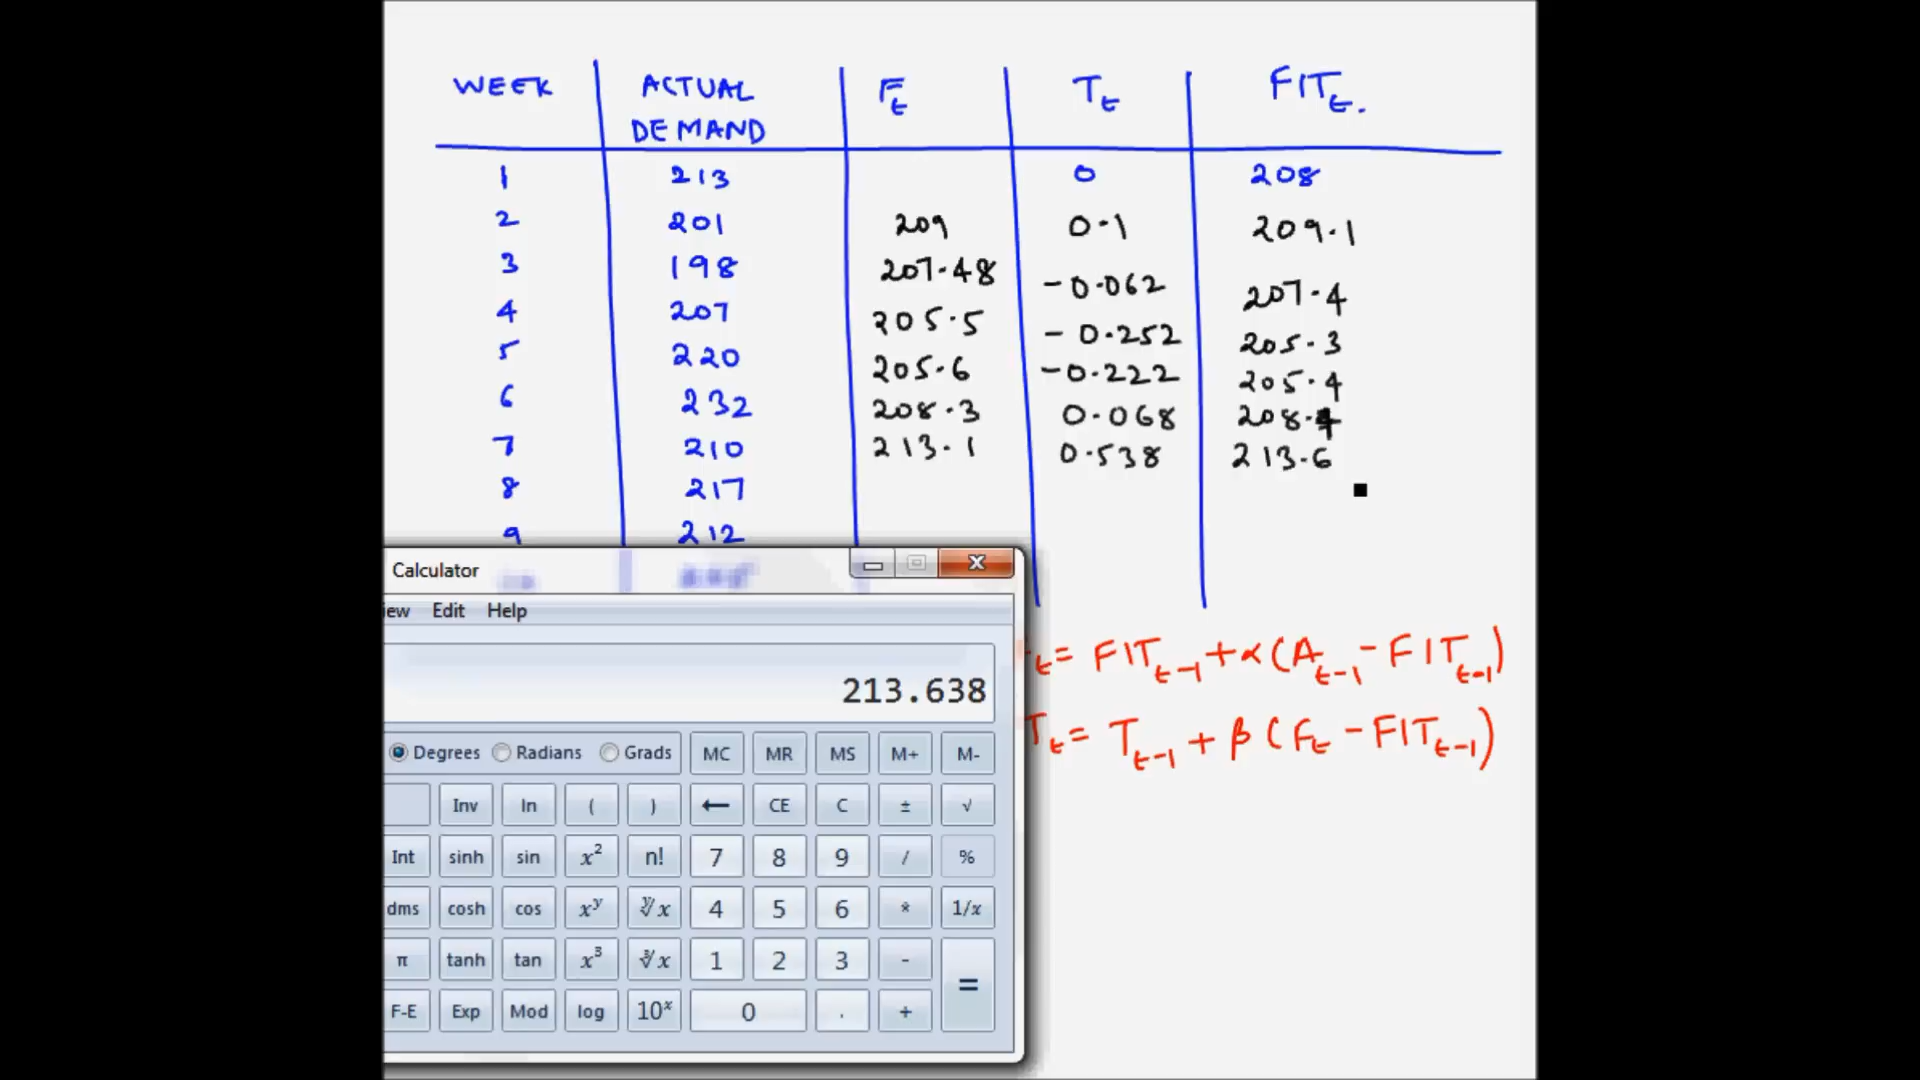 WEEK ACTUAL DEMAND Ft Tt FITt.
1 213 0 208
2 201 209 0.1 209.1
3 198 207.48 -0.062 207.4
4 207 205.5 -0.252 205.3
5 220 205.6 -0.222 205.4
6 232 208.3 0.068 208.4
7 210 213.1 0.538 213.6
8 217
9 212
Calculator
iew Edit Help
t = FITt-1 + α(At-1 - FITt-1)
213.638
Tt = Tt-1 + β(Ft - FITt-1)
Degrees Radians Grads MC MR MS M+ M-
Inv ln ( ) ← CE C ± √
Int sinh sin x² n! 7 8 9 / %
dms cosh cos xʸ ʸ√x 4 5 6 * 1/x
π tanh tan x³ ³√x 1 2 3 - =
F-E Exp Mod log 10ˣ 0 . +